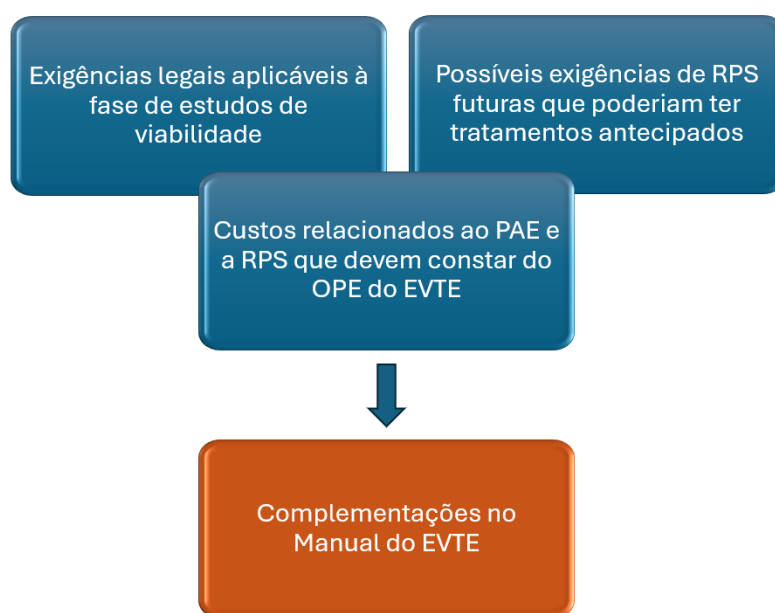 Exigências legais aplicáveis à
fase de estudos de
viabilidade
Possíveis exigências de RPS
futuras que poderiam ter
tratamentos antecipados
Custos relacionados ao PAE e
a RPS que devem constar do
OPE do EVTE
Complementações no
Manual do EVTE